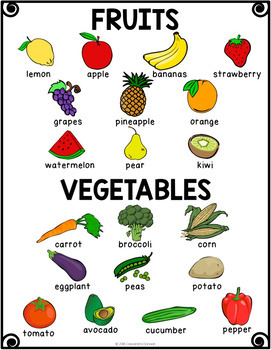 FRUITS
lemon apple bananas strawberry
grapes pineapple orange
watermelon pear kiwi
VEGETABLES
carrot broccoli corn
eggplant peas potato
tomato avocado cucumber pepper